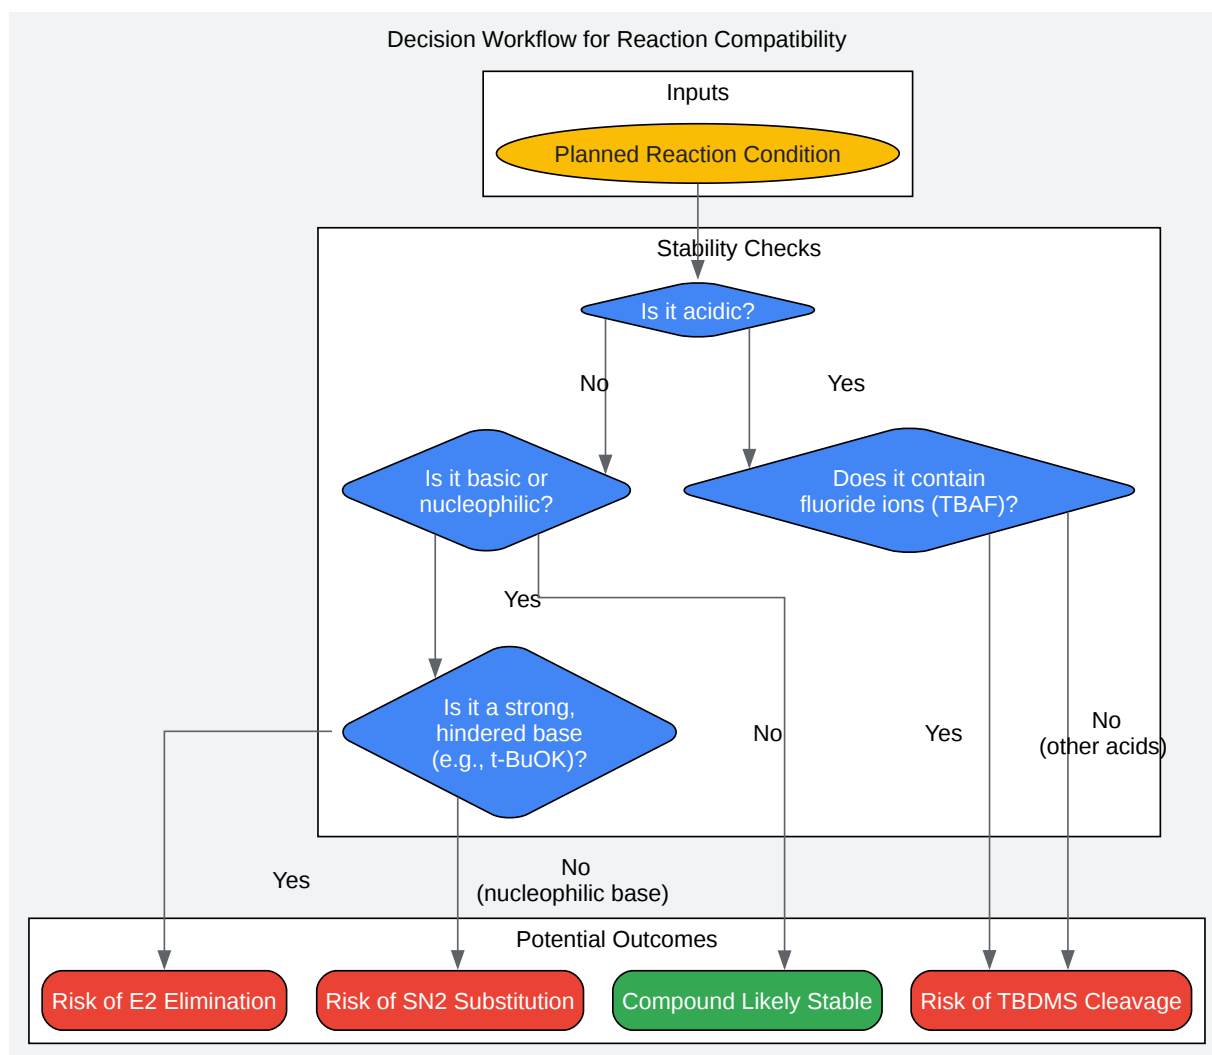 Decision Workflow for Reaction Compatibility
Inputs
Planned Reaction Condition
Stability Checks
Is it acidic?
No
Yes
Is it basic or
nucleophilic?
Does it contain
fluoride ions (TBAF)?
Yes
Is it a strong,
hindered base
(e.g., t-BuOK)?
No
Yes
No
(other acids)
Yes
No
(nucleophilic base)
Potential Outcomes
Risk of E2 Elimination
Risk of SN2 Substitution
Compound Likely Stable
Risk of TBDMS Cleavage